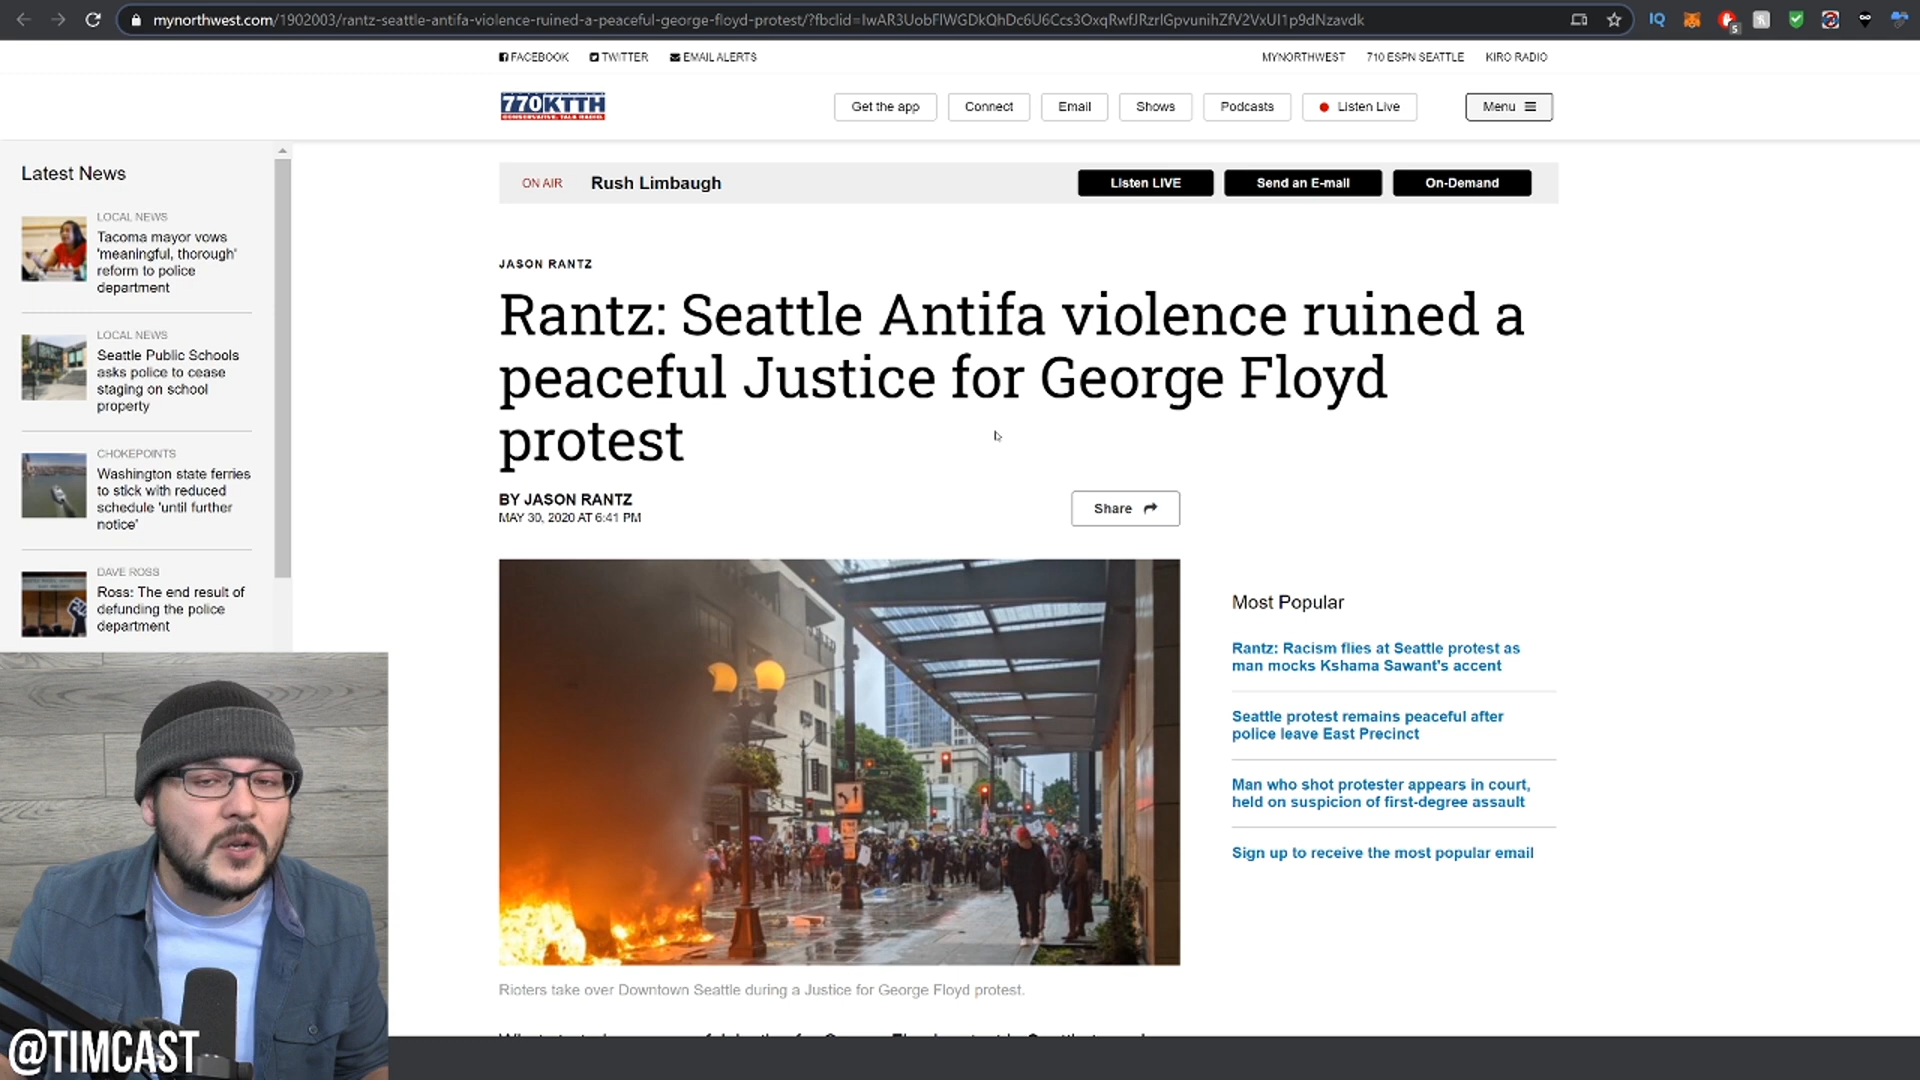 mynorthwest.com/1902003/rantz-seattle-antifa-violence-ruined-a-peaceful-george-floyd-protest/?fbclid=IwAR3UobFIWGDkQhDc6U6Ccs3OxqRwfJRzrIGpvunihZfV2VxUI1p9dNzavdk
FACEBOOK TWITTER EMAIL ALERTS
MYNORTHWEST 710 ESPN SEATTLE KIRO RADIO
770KTTH
CONSERVATIVE. TALK RADIO.
Get the app Connect Email Shows Podcasts Listen Live Menu
Latest News
LOCAL NEWS
Tacoma mayor vows
'meaningful, thorough'
reform to police
department
LOCAL NEWS
Seattle Public Schools
asks police to cease
staging on school
property
CHOKEPOINTS
Washington state ferries
to stick with reduced
schedule 'until further
notice'
DAVE ROSS
Ross: The end result of
defunding the police
department
ON AIR Rush Limbaugh Listen LIVE Send an E-mail On-Demand
JASON RANTZ
Rantz: Seattle Antifa violence ruined a
peaceful Justice for George Floyd
protest
BY JASON RANTZ
MAY 30, 2020 AT 6:41 PM
Share
Rioters take over Downtown Seattle during a Justice for George Floyd protest.
Most Popular
Rantz: Racism flies at Seattle protest as
man mocks Kshama Sawant's accent
Seattle protest remains peaceful after
police leave East Precinct
Man who shot protester appears in court,
held on suspicion of first-degree assault
Sign up to receive the most popular email
@TIMCAST